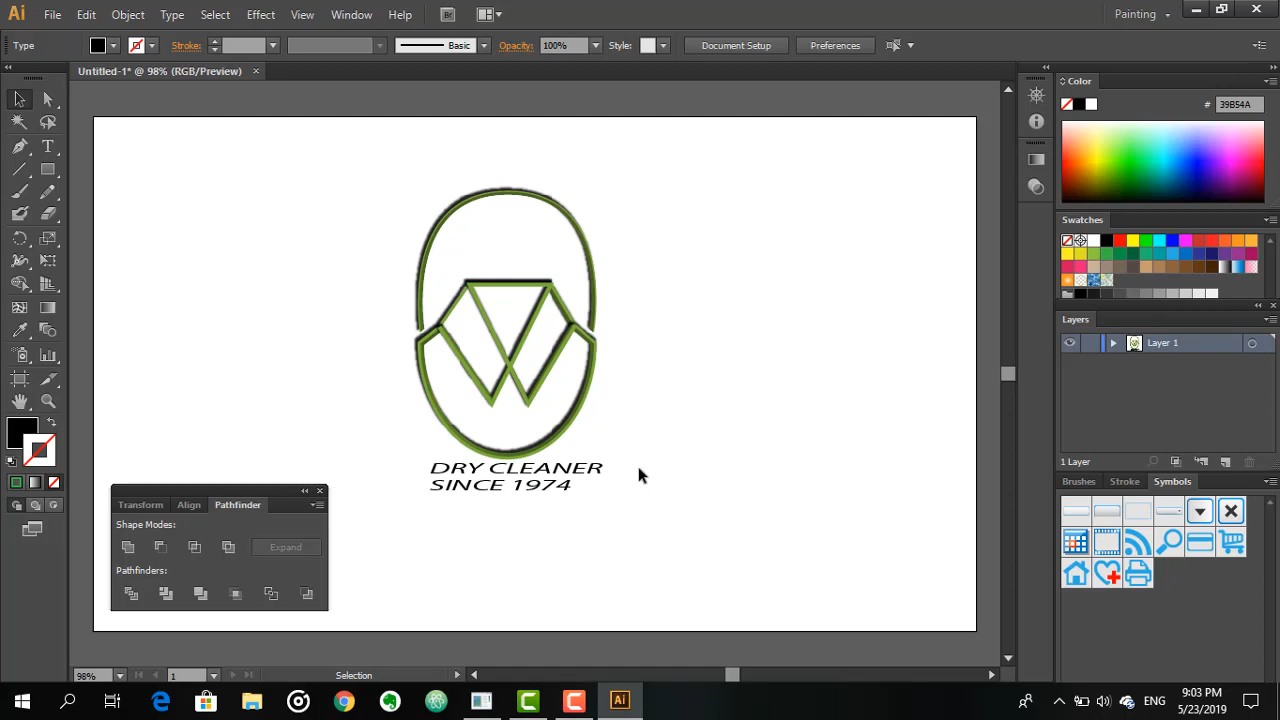 Ai File Edit Object Type Select Effect View Window Help Br Painting
Type Stroke: Basic Opacity: 100% Style: Document Setup Preferences
Untitled-1* @ 98% (RGB/Preview)
Color
# 39B54A
Swatches
Layers
Layer 1
DRY CLEANER
SINCE 1974
1 Layer
Brushes Stroke Symbols
Transform Align Pathfinder
Shape Modes:
Expand
Pathfinders:
98% 1 Selection
Ai ENG 9:03 PM
5/23/2019